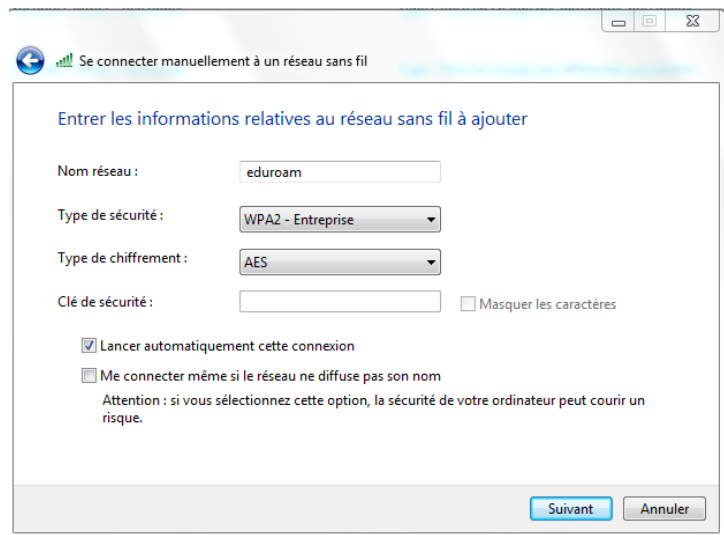 Se connecter manuellement à un réseau sans fil
Entrer les informations relatives au réseau sans fil à ajouter
Nom réseau :
eduroam
Type de sécurité :
WPA2 - Entreprise
Type de chiffrement :
AES
Clé de sécurité :
Masquer les caractères
Lancer automatiquement cette connexion
Me connecter même si le réseau ne diffuse pas son nom
Attention : si vous sélectionnez cette option, la sécurité de votre ordinateur peut courir un
risque.
Suivant
Annuler